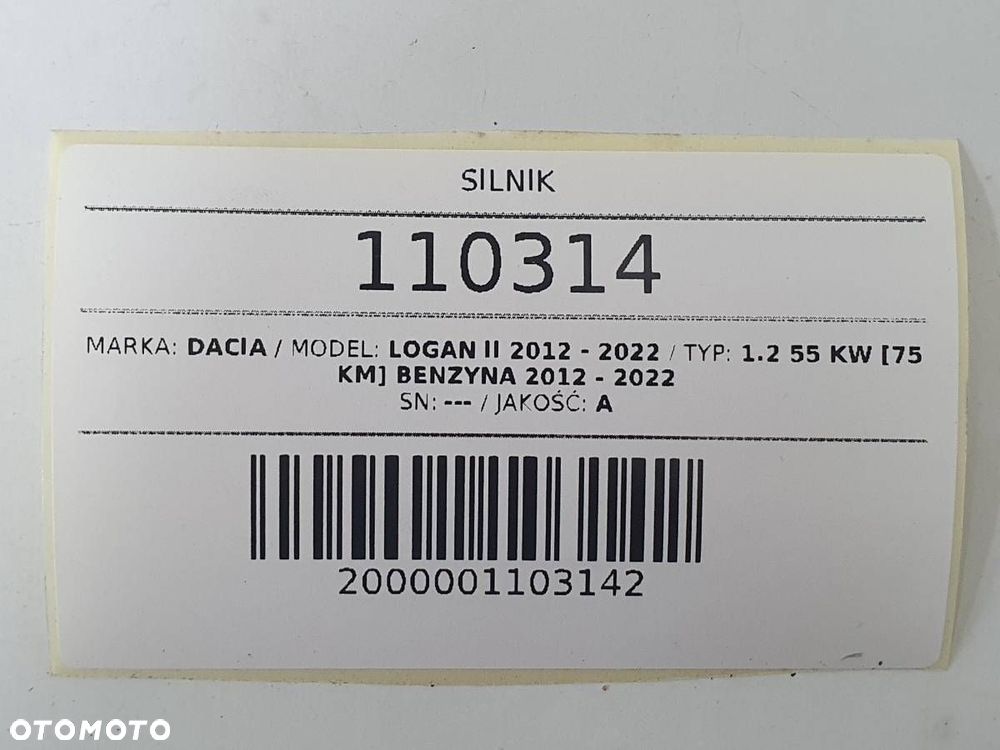 SILNIK
110314
MARKA: DACIA / MODEL: LOGAN II 2012 - 2022 / TYP: 1.2 55 KW [75
KM] BENZYNA 2012 - 2022
SN: --- / JAKOŚĆ: A
2000001103142
OTOMOTO